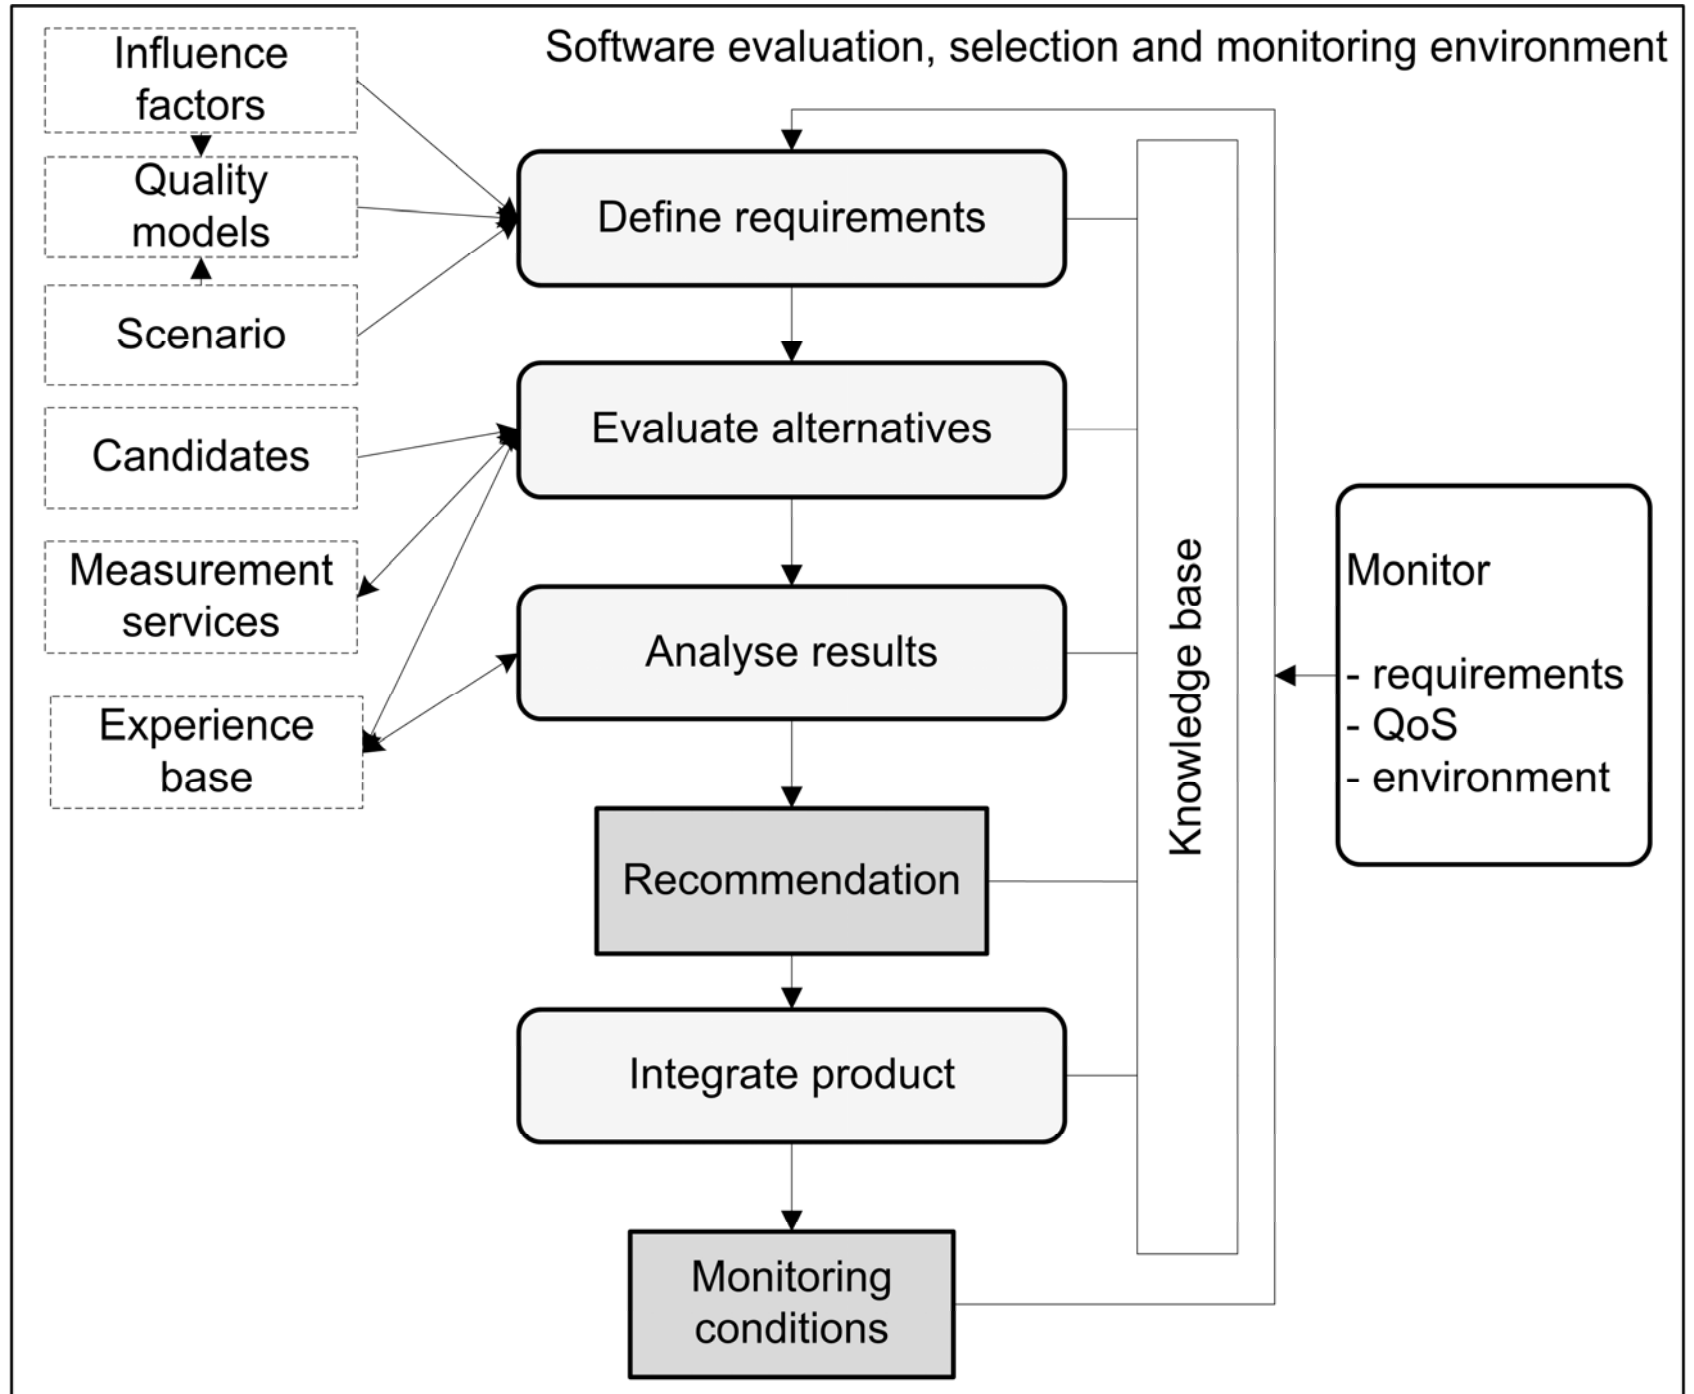 Software evaluation, selection and monitoring environment
Influence
factors
Quality
models
Scenario
Candidates
Measurement
services
Experience
base
Define requirements
Evaluate alternatives
Analyse results
Recommendation
Integrate product
Monitoring
conditions
Knowledge base
Monitor
- requirements
- QoS
- environment